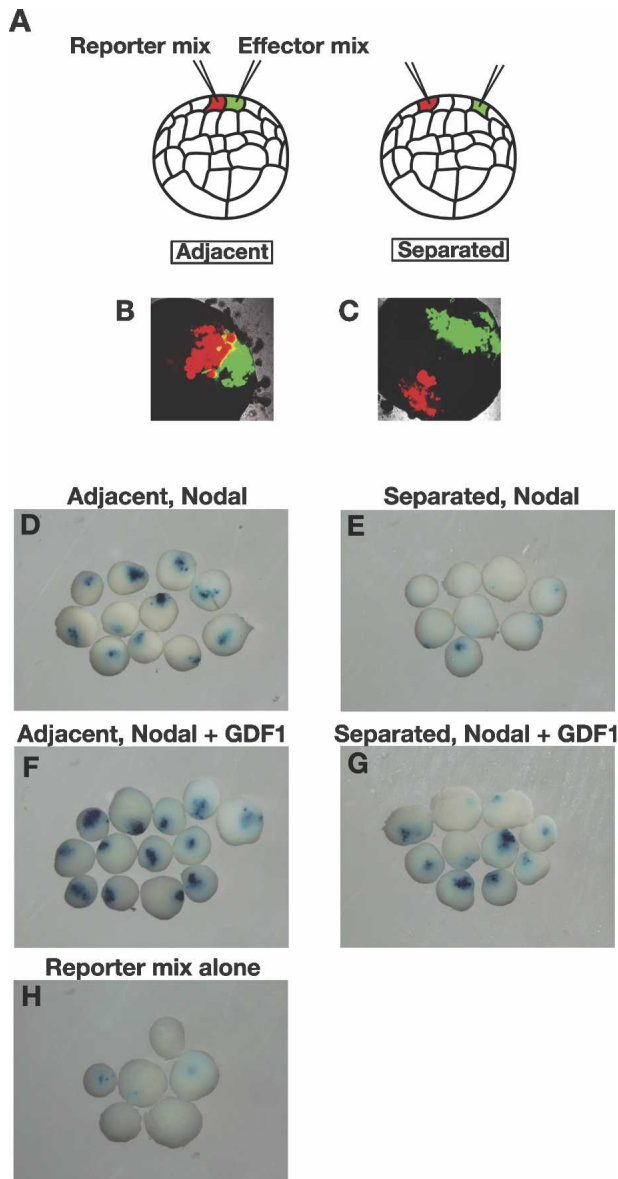 A
Reporter mix
Effector mix
Adjacent
Separated
B
C
Adjacent, Nodal
Separated, Nodal
D
E
Adjacent, Nodal + GDF1
Separated, Nodal + GDF1
F
G
Reporter mix alone
H